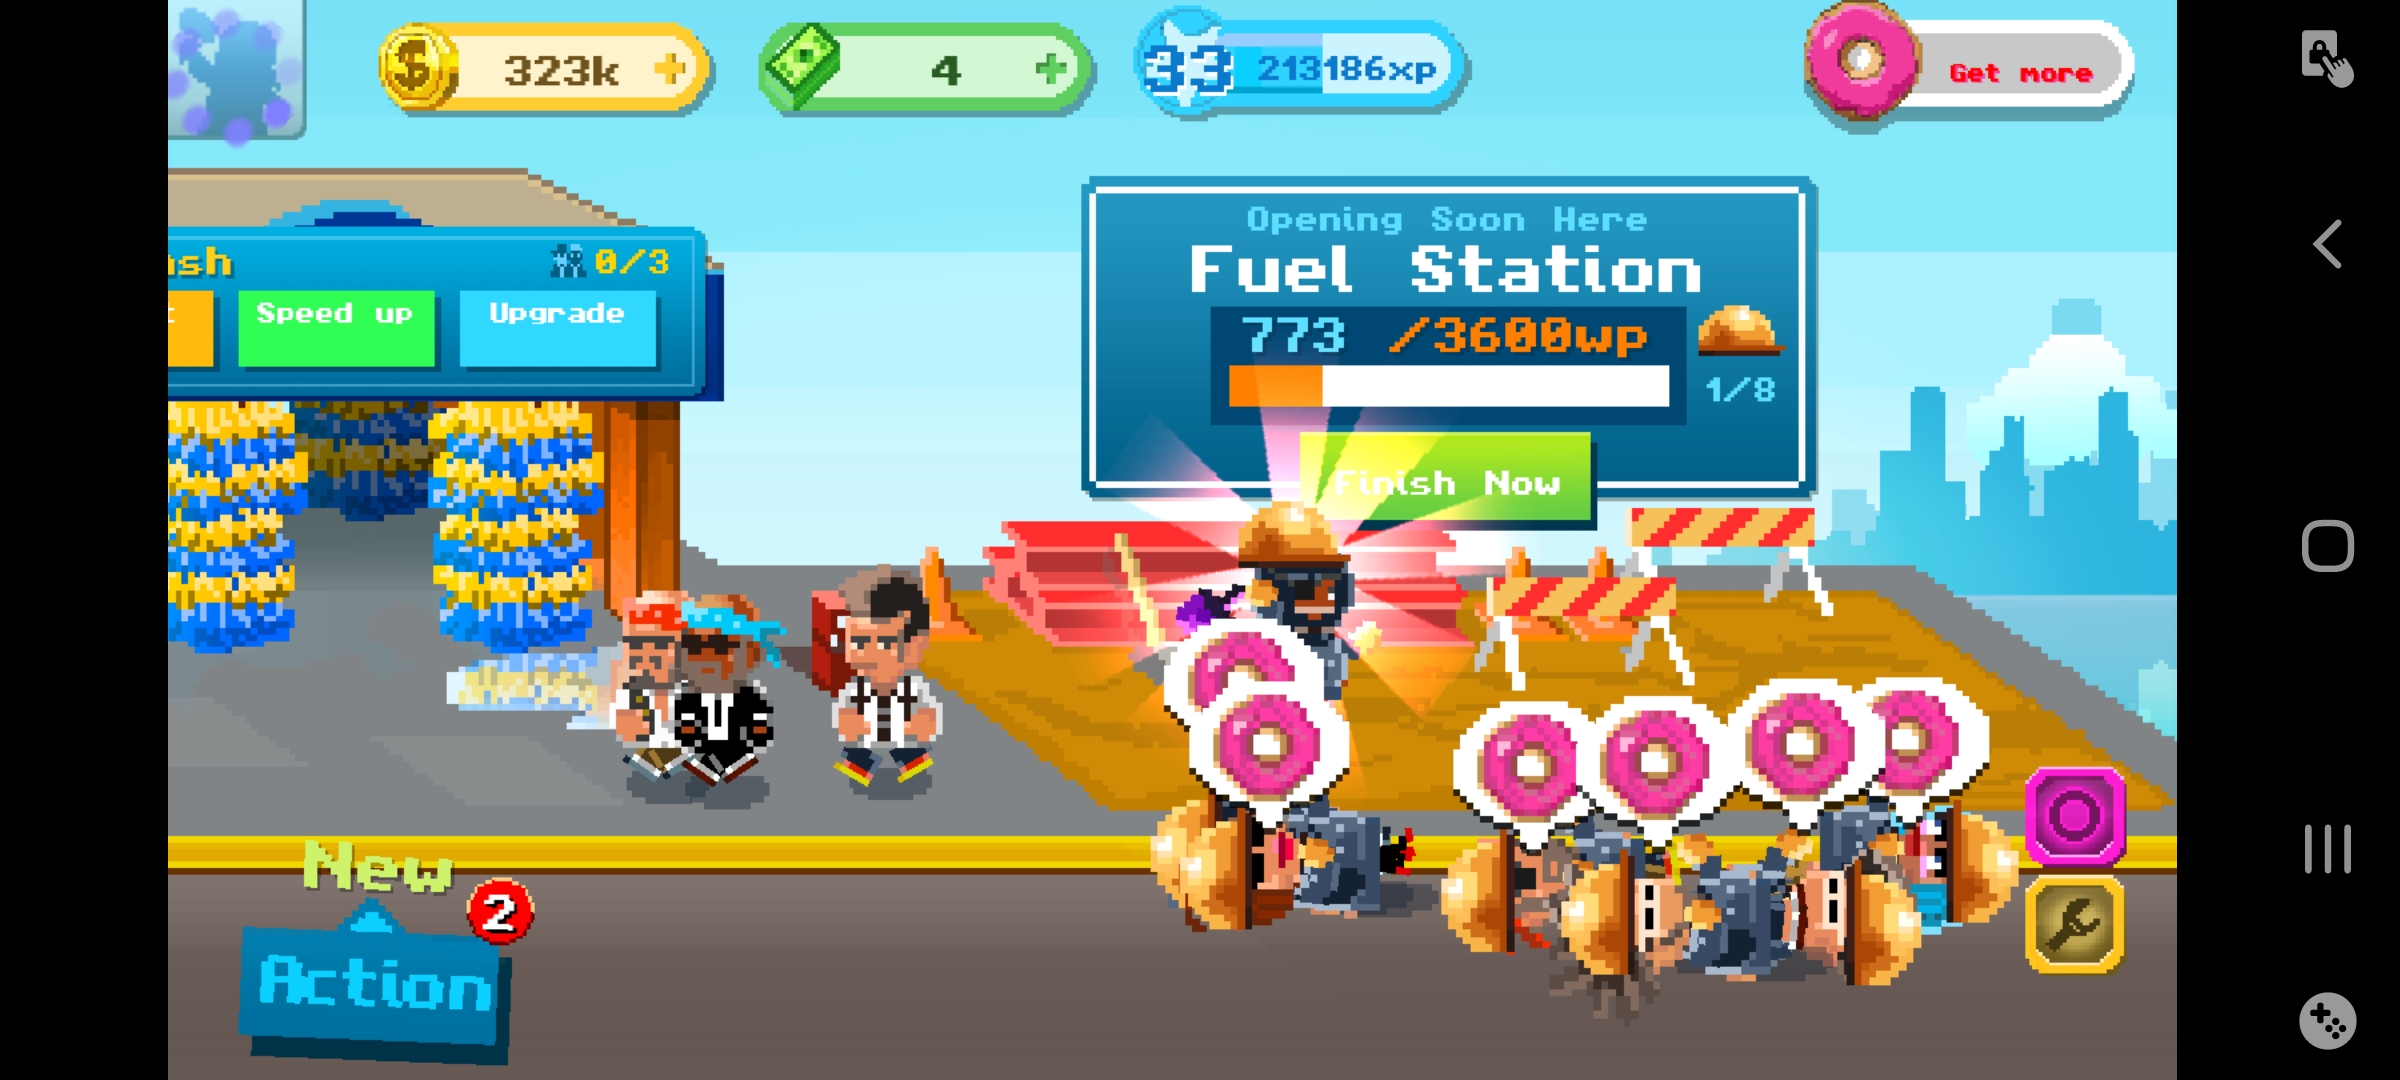 $ 323k +
4 +
33 213186xp
Get more
Opening Soon Here
Fuel Station
773 /3600wp
1/8
Finish Now
0/3
Speed up
Upgrade
New
2
Action